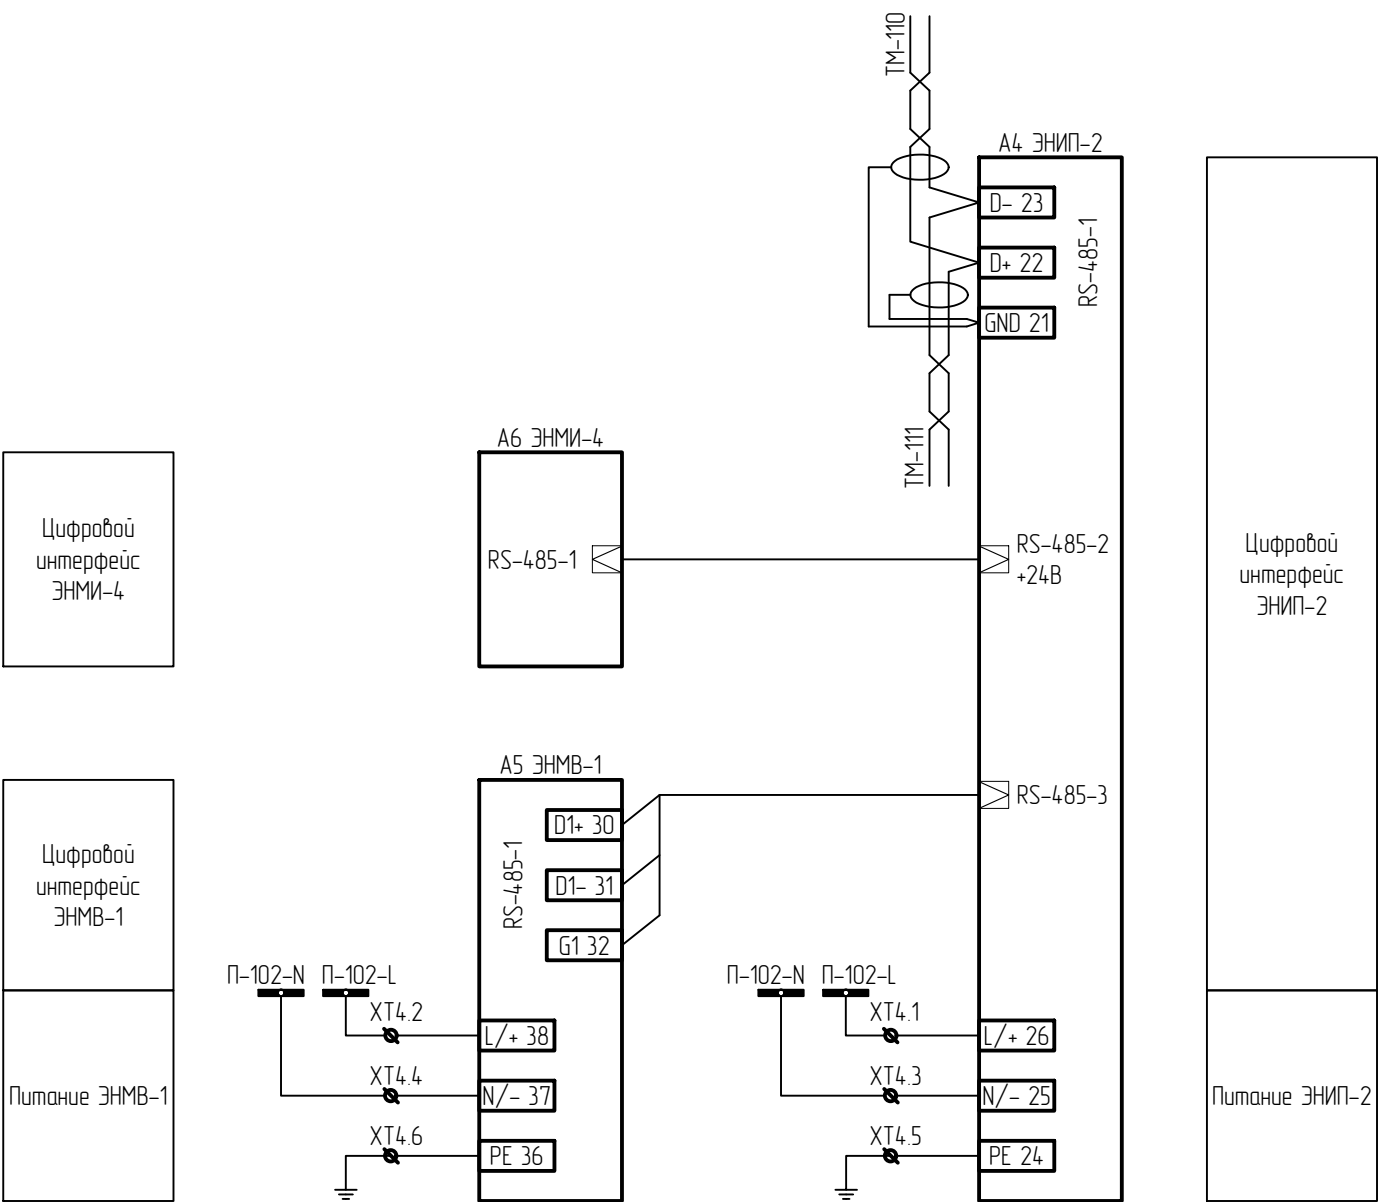 ТМ-110
А4 ЭНИП-2
D- 23
D+ 22
GND 21
RS-485-1
ТМ-111
А6 ЭНМИ-4
RS-485-1
RS-485-2
+24В
Цифровой
интерфейс
ЭНМИ-4
Цифровой
интерфейс
ЭНИП-2
А5 ЭНМВ-1
RS-485-3
D1+ 30
D1- 31
G1 32
RS-485-1
Цифровой
интерфейс
ЭНМВ-1
П-102-N П-102-L
XT4.2
L/+ 38
XT4.4
N/- 37
XT4.6
PE 36
Питание ЭНМВ-1
П-102-N П-102-L
XT4.1
L/+ 26
XT4.3
N/- 25
XT4.5
PE 24
Питание ЭНИП-2